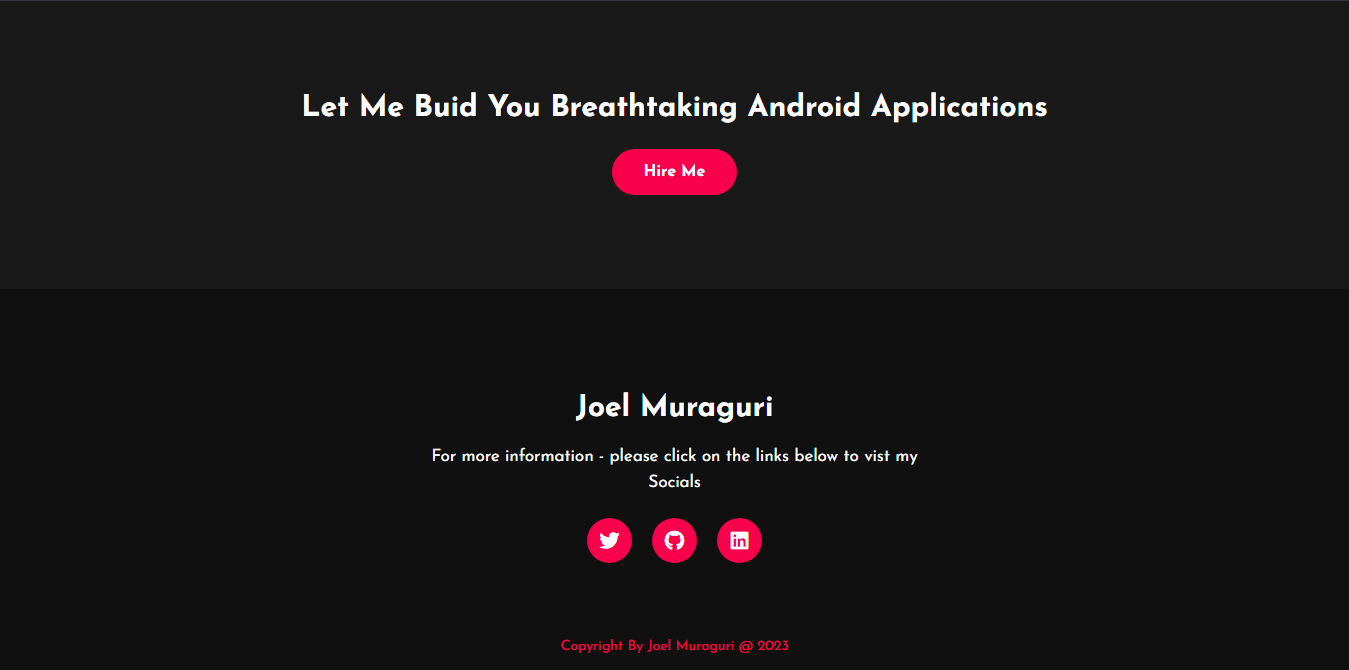 Let Me Buid You Breathtaking Android Applications
Hire Me
Joel Muraguri
For more information - please click on the links below to vist my
Socials
in
Copyright By Joel Muraguri @ 2023